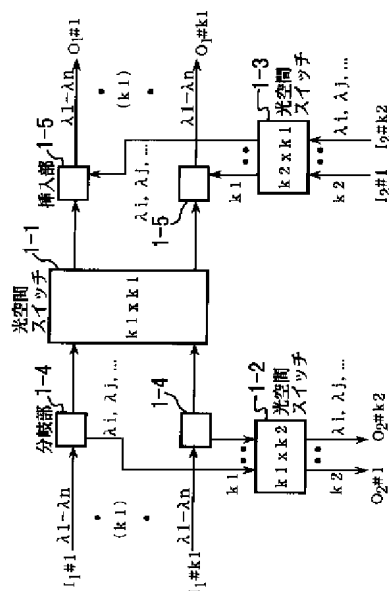 I₁#1
λ1~λn
•
(k1)
•
I₁#k1
λ1~λn
分岐部
1-4
λi, λj, ...
1-4
k1
k1 x k2
1-2
光空間
スイッチ
k2
λi, λj, ...
O₂#1
O₂#k2
光空間
スイッチ
1-1
k1 x k1
挿入部
1-5
λi, λj, ...
1-5
k1
k2 x k1
1-3
光空間
スイッチ
k2
λi, λj, ...
I₂#1
I₂#k2
λ1~λn
O₁#1
•
(k1)
•
λ1~λn
O₁#k1